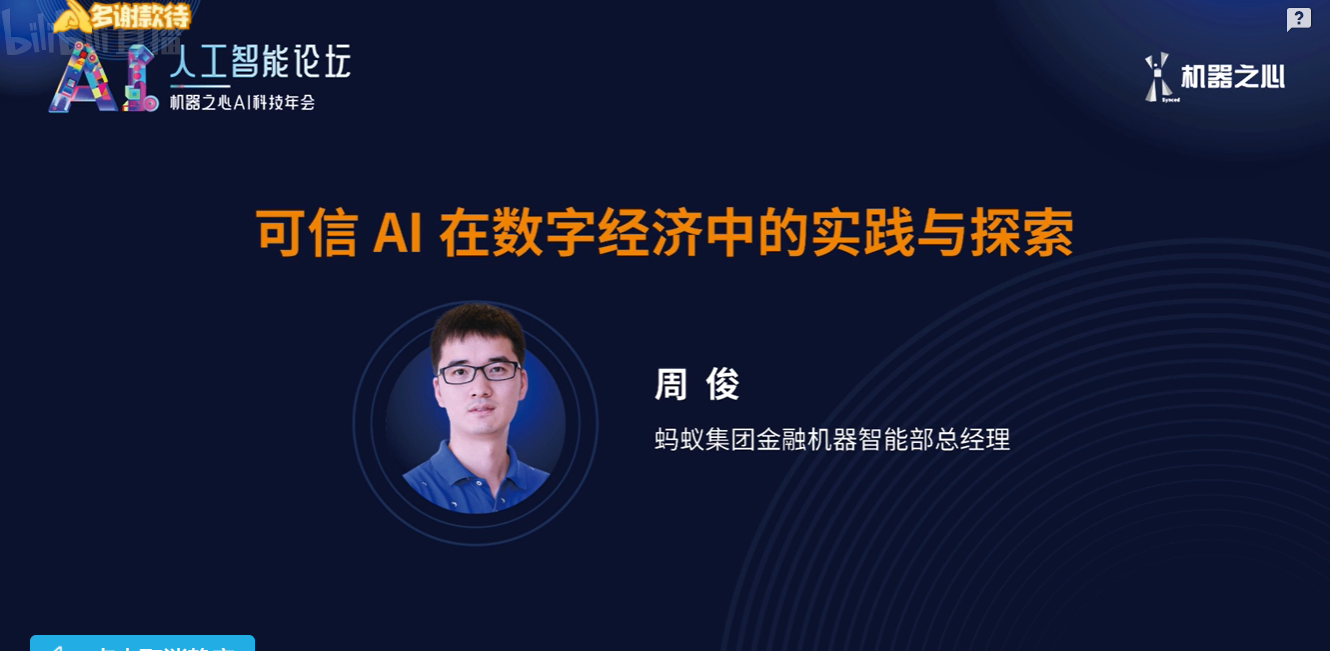 多谢款待
bilibili直播
AI 人工智能论坛
机器之心AI科技年会
机器之心
Synced
?
可信 AI 在数字经济中的实践与探索
周 俊
蚂蚁集团金融机器智能部总经理